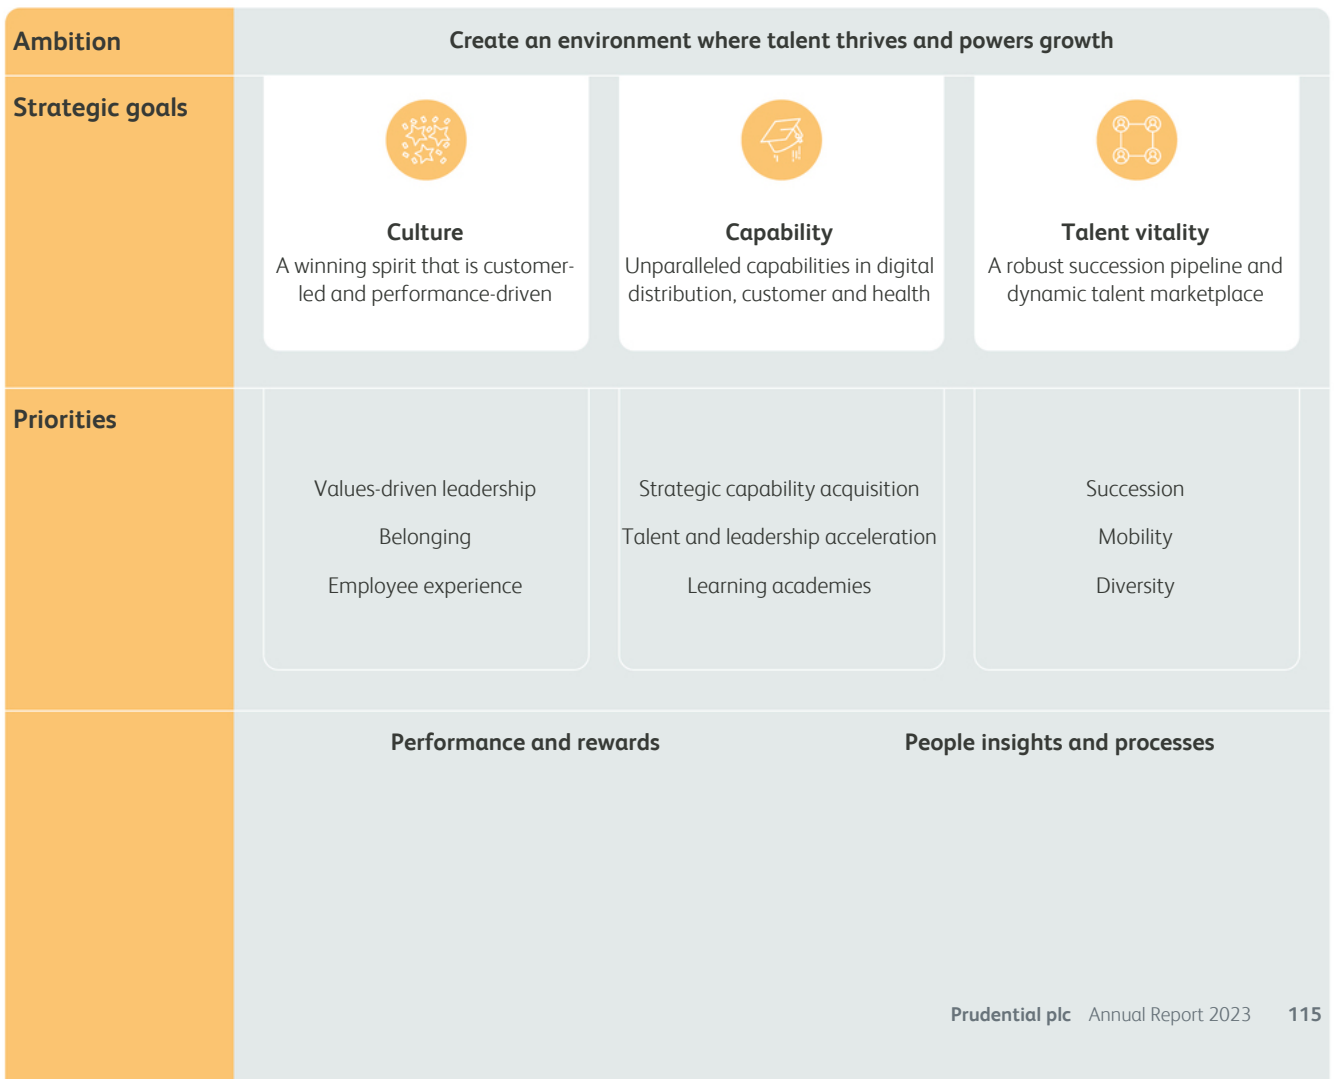 Ambition
Create an environment where talent thrives and powers growth
Strategic goals
Culture
A winning spirit that is customer-
led and performance-driven
Capability
Unparalleled capabilities in digital
distribution, customer and health
Talent vitality
A robust succession pipeline and
dynamic talent marketplace
Priorities
Values-driven leadership
Belonging
Employee experience
Strategic capability acquisition
Talent and leadership acceleration
Learning academies
Succession
Mobility
Diversity
Performance and rewards
People insights and processes
Prudential plc Annual Report 2023 115